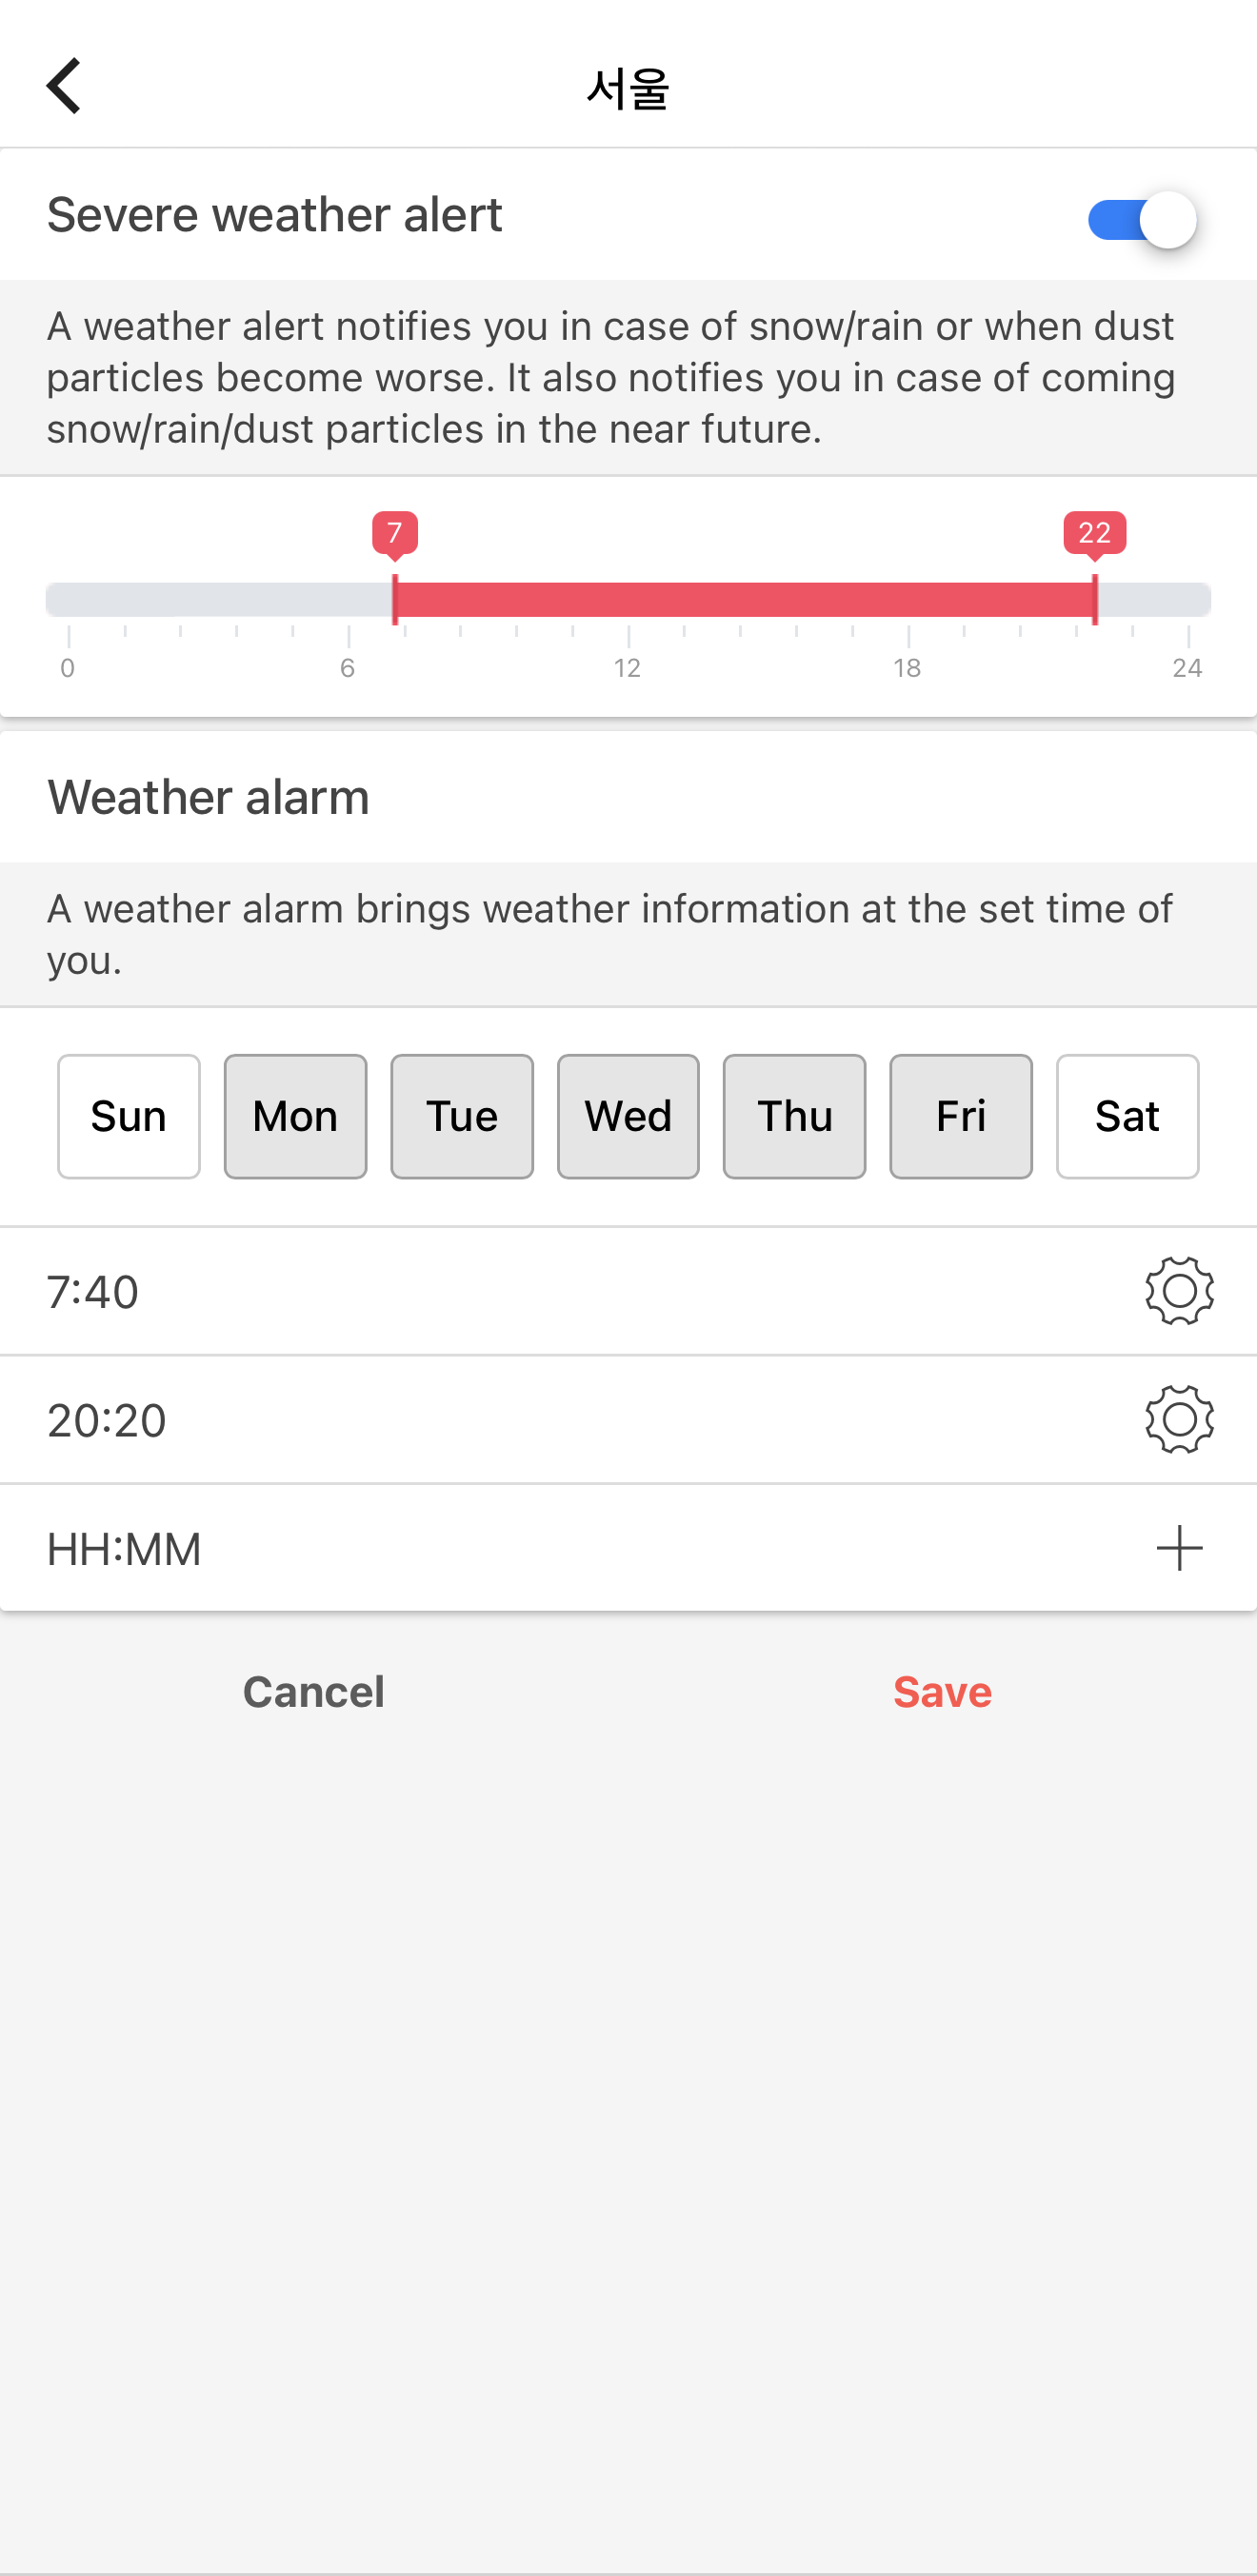 서울
Severe weather alert
A weather alert notifies you in case of snow/rain or when dust
particles become worse. It also notifies you in case of coming
snow/rain/dust particles in the near future.
7 22
0 6 12 18 24
Weather alarm
A weather alarm brings weather information at the set time of
you.
Sun Mon Tue Wed Thu Fri Sat
7:40
20:20
HH:MM
Cancel Save